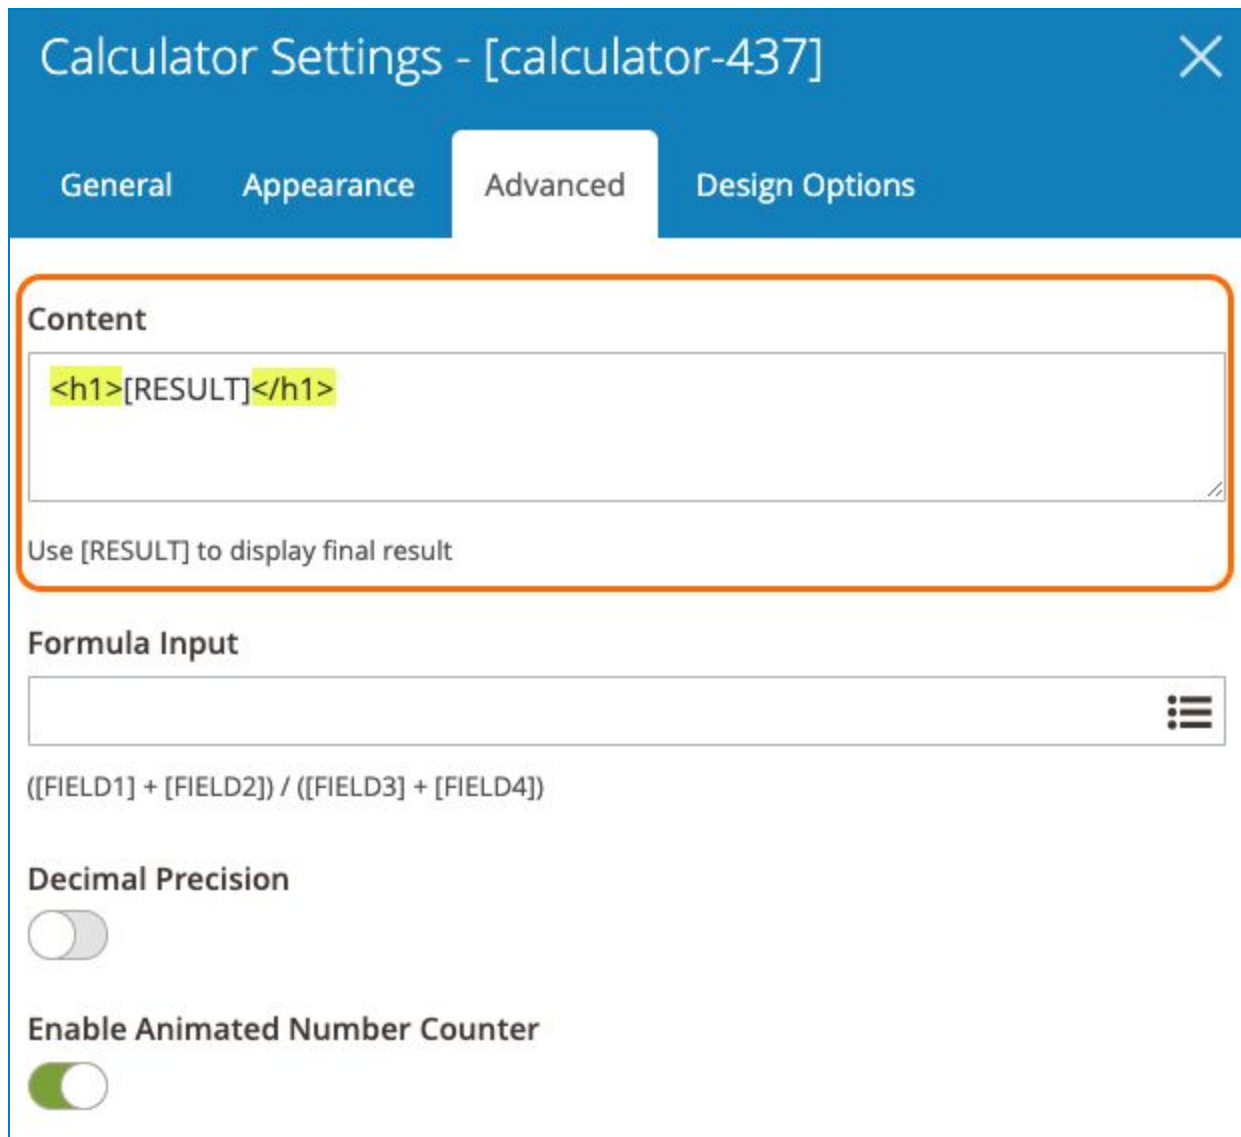 Calculator Settings - [calculator-437]
General Appearance Advanced Design Options
Content
<h1>[RESULT]</h1>
Use [RESULT] to display final result
Formula Input
([FIELD1] + [FIELD2]) / ([FIELD3] + [FIELD4])
Decimal Precision
Enable Animated Number Counter